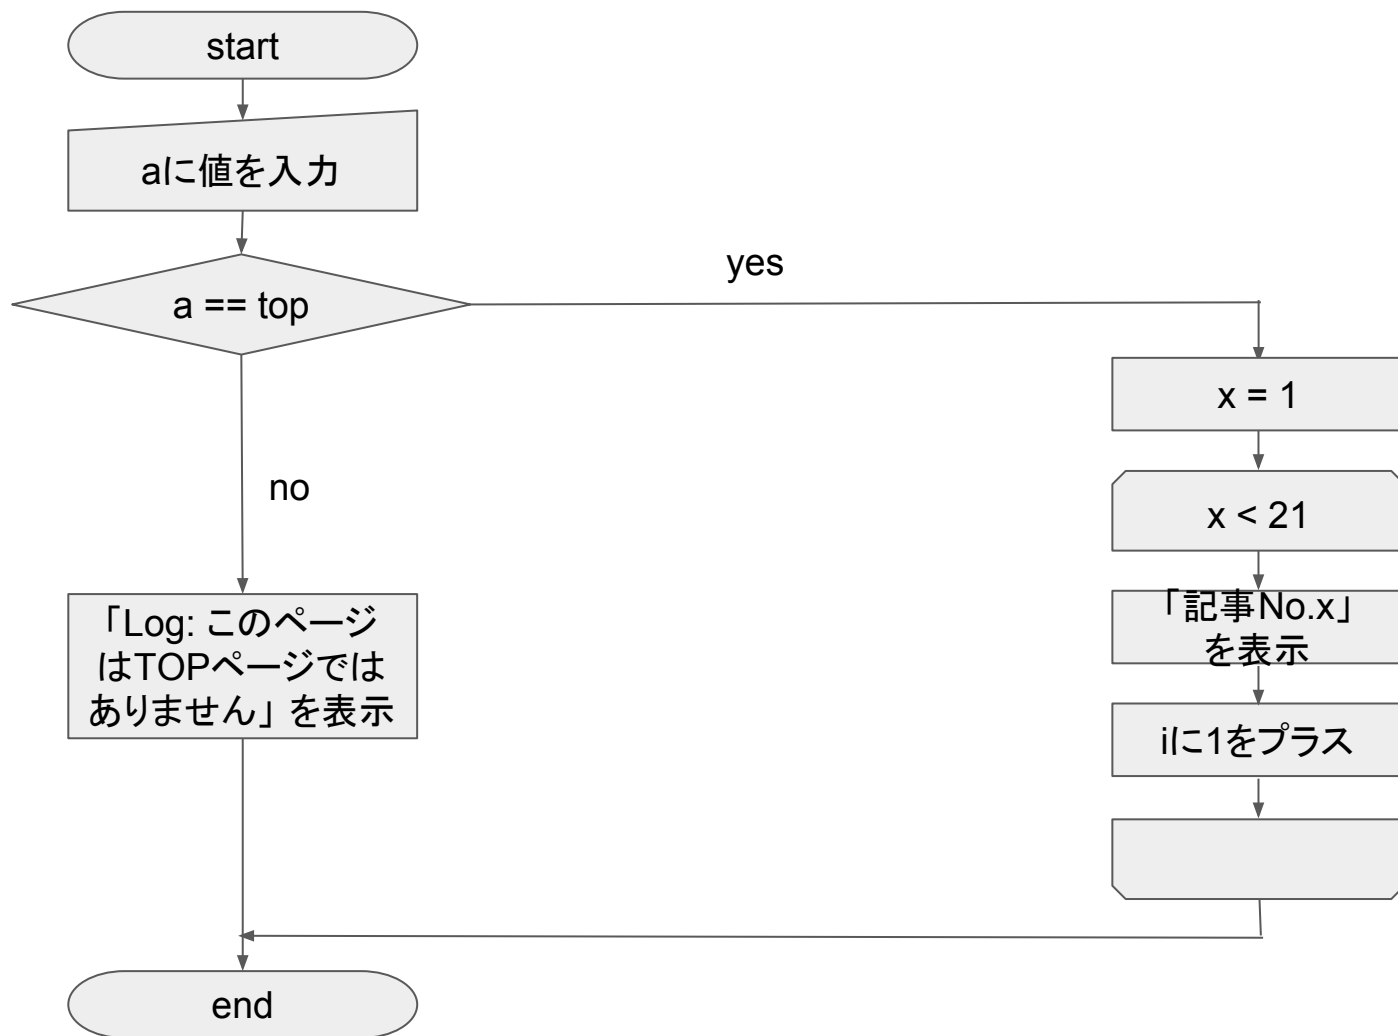 start
aに値を入力
a == top
yes
no
x = 1
x < 21
「記事No.x」
を表示
iに1をプラス
「Log: このページ
はTOPページでは
ありません」を表示
end